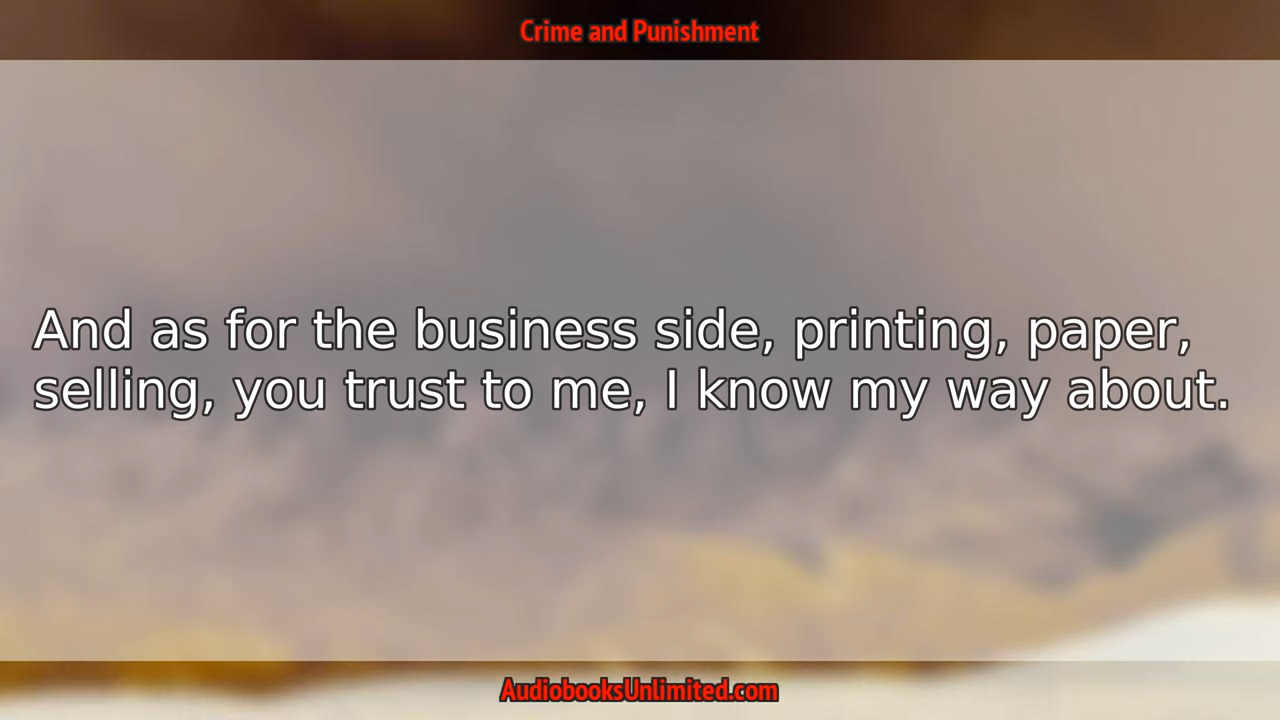 Crime and Punishment
And as for the business side, printing, paper,
selling, you trust to me, I know my way about.
AudiobooksUnlimited.com